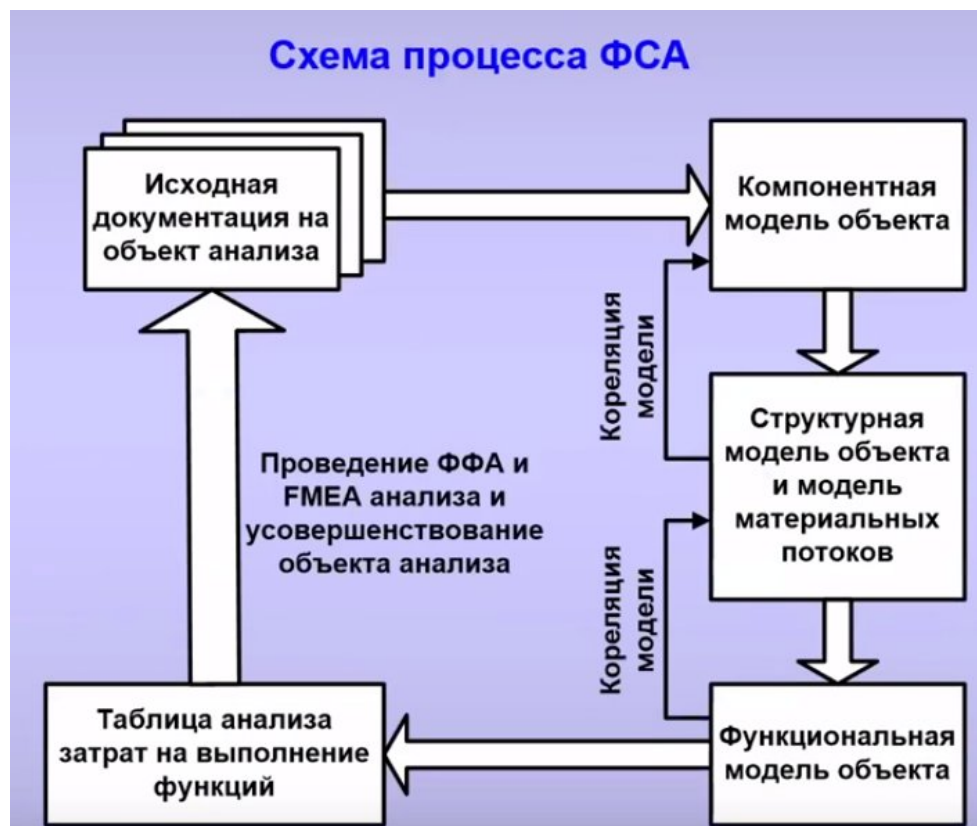 Схема процесса ФСА
Исходная
документация на
объект анализа
Компонентная
модель объекта
Кореляция
модели
Структурная
модель объекта
и модель
материальных
потоков
Проведение ФФА и
FMEA анализа и
усовершенствование
объекта анализа
Кореляция
модели
Таблица анализа
затрат на выполнение
функций
Функциональная
модель объекта